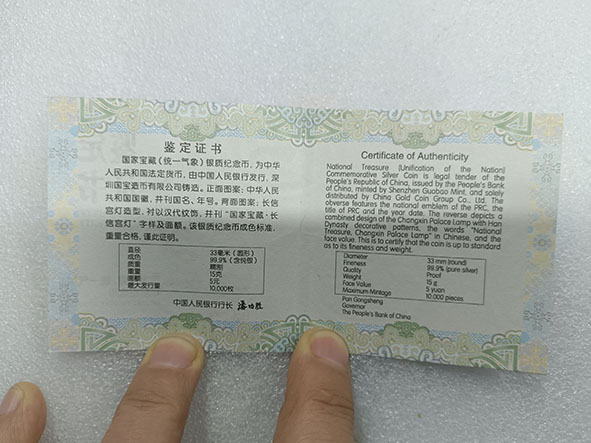 鉴定证书
国家宝藏（统一气象）银质纪念币，为中华
人民共和国法定货币，由中国人民银行发行，深
圳国宝造币有限公司铸造。正面图案：中华人民
共和国国徽，并刊国名、年号。背面图案：长信
宫灯造型，衬以汉代纹饰，并刊“国家宝藏·长
信宫灯”字样及面额。该银质纪念币成色标准，
重量合格，谨此证明。
直径 33毫米（圆形）
成色 99.9%（含纯银）
质量 精制
重量 15克
面额 5元
最大发行量 10,000枚
中国人民银行行长 潘功胜
Certificate of Authenticity
National Treasure (Unification of the Nation)
Commemorative Silver Coin is legal tender of the
People's Republic of China, issued by the People's Bank
of China, minted by Shenzhen Guobao Mint, and solely
distributed by China Gold Coin Group Co., Ltd. The
obverse features the national emblem of the PRC, the
title of PRC and the year date. The reverse depicts a
combined design of the Changxin Palace Lamp with Han
Dynasty decorative patterns, the words "National
Treasure, Changxin Palace Lamp" in Chinese, and the
face value. This is to certify that the coin is up to standard
as to its fineness and weight.
Diameter 33 mm (round)
Fineness 99.9% (pure silver)
Quality Proof
Weight 15 g
Face Value 5 yuan
Maximum Mintage 10,000 pieces
Pan Gongsheng
Governor
The People's Bank of China